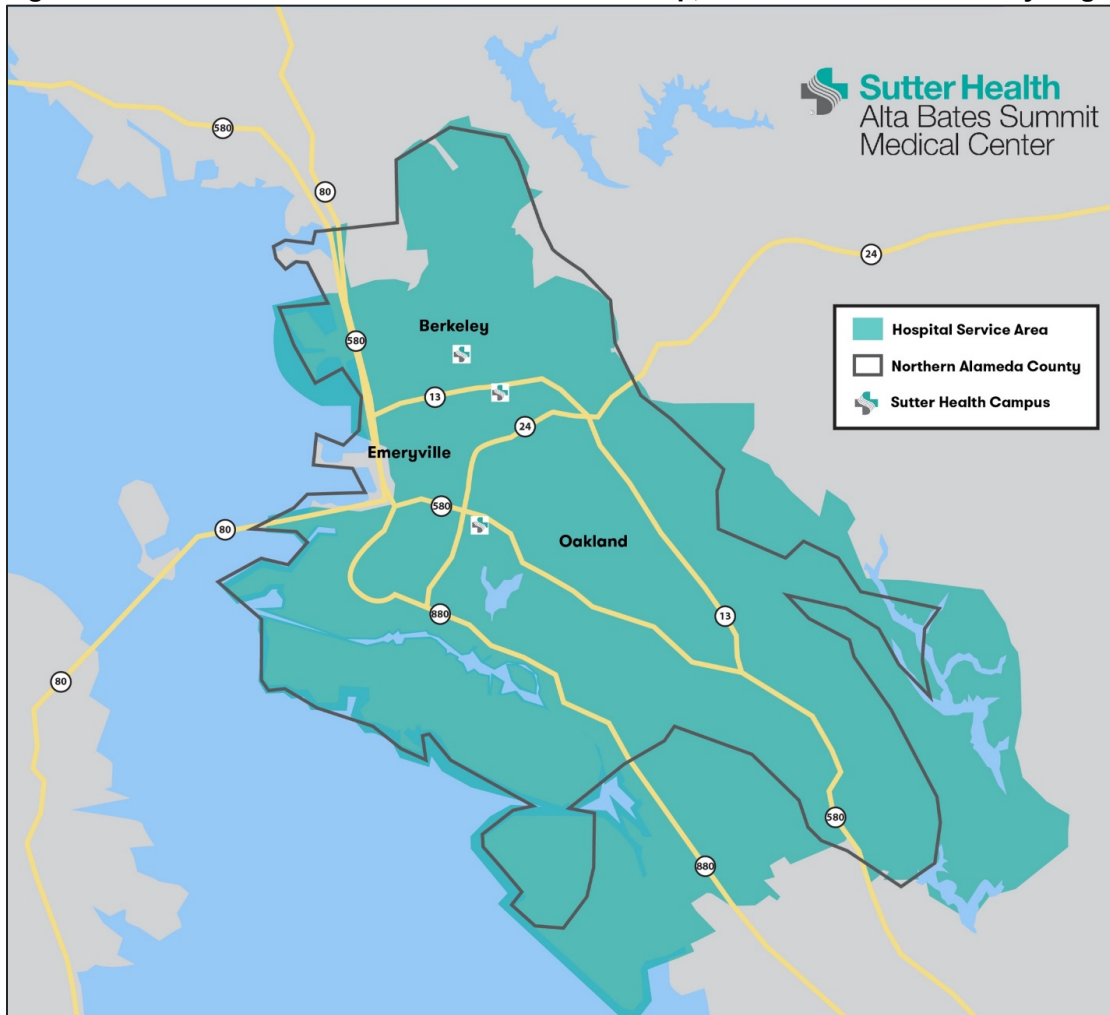 Sutter Health
Alta Bates Summit
Medical Center
580
80
24
Hospital Service Area
Northern Alameda County
Sutter Health Campus
Berkeley
580
13
24
Emeryville
580
80
Oakland
880
13
80
580
880